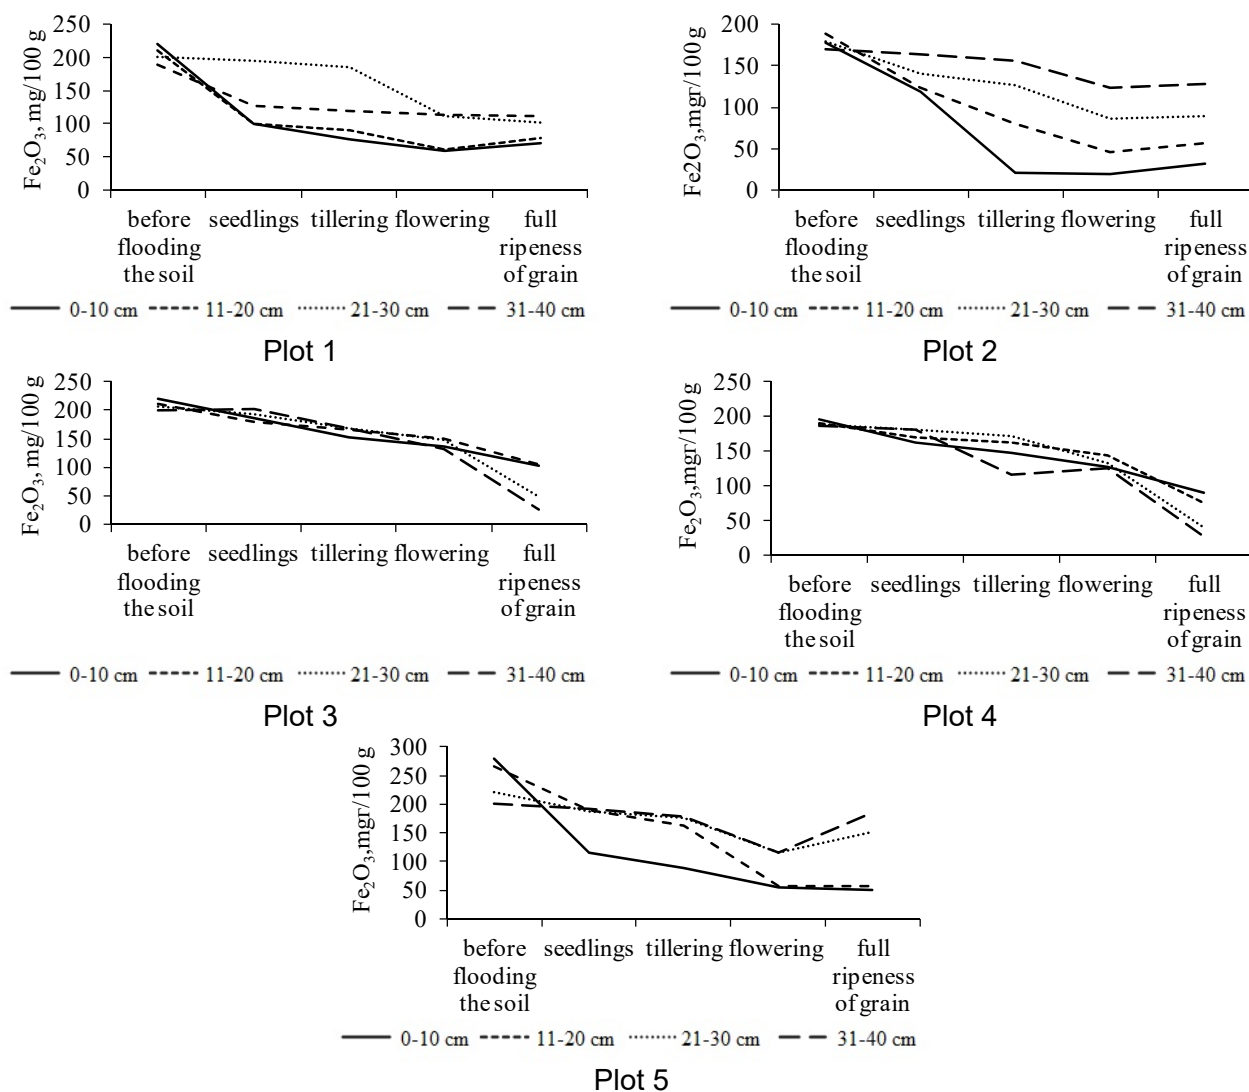 Fe₂O₃, mg/100 g
250
200
150
100
50
0
before flooding the soil
seedlings
tillering
flowering
full ripeness of grain
0-10 cm
11-20 cm
21-30 cm
31-40 cm
Plot 1
Fe2O3,mgr/100 g
200
150
100
50
0
before flooding the soil
seedlings
tillering
flowering
full ripeness of grain
0-10 cm
11-20 cm
21-30 cm
31-40 cm
Plot 2
Fe₂O₃, mg/100 g
250
200
150
100
50
0
before flooding the soil
seedlings
tillering
flowering
full ripeness of grain
0-10 cm
11-20 cm
21-30 cm
31-40 cm
Plot 3
Fe₂O₃,mgr/100 g
250
200
150
100
50
0
before flooding the soil
seedlings
tillering
flowering
full ripeness of grain
0-10 cm
11-20 cm
21-30 cm
31-40 cm
Plot 4
Fe₂O₃,mgr/100 g
300
250
200
150
100
50
0
before flooding the soil
seedlings
tillering
flowering
full ripeness of grain
0-10 cm
11-20 cm
21-30 cm
31-40 cm
Plot 5